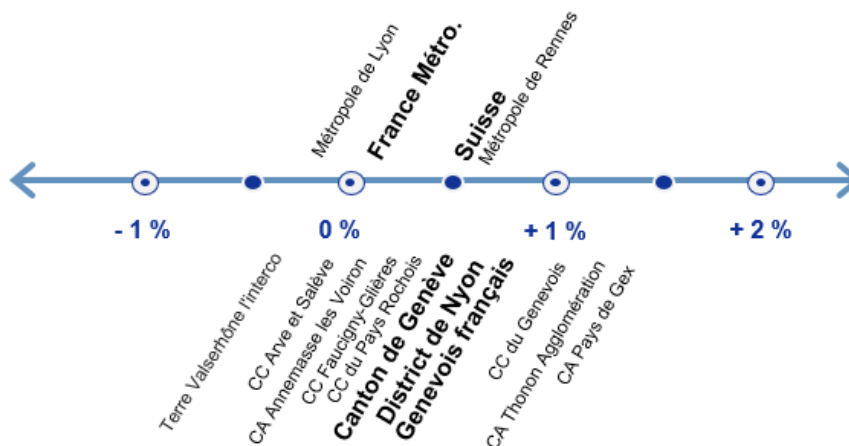 Métropole de Lyon
France Métro.
Suisse
Métropole de Rennes
- 1 %
0 %
+ 1 %
+ 2 %
Terre Valserhône l'interco
CC Arve et Salève
CA Annemasse les Voiron
CC Faucigny-Glières
CC du Pays Rochois
Canton de Genève
District de Nyon
Genevois français
CC du Genevois
CA Thonon Agglomération
CA Pays de Gex